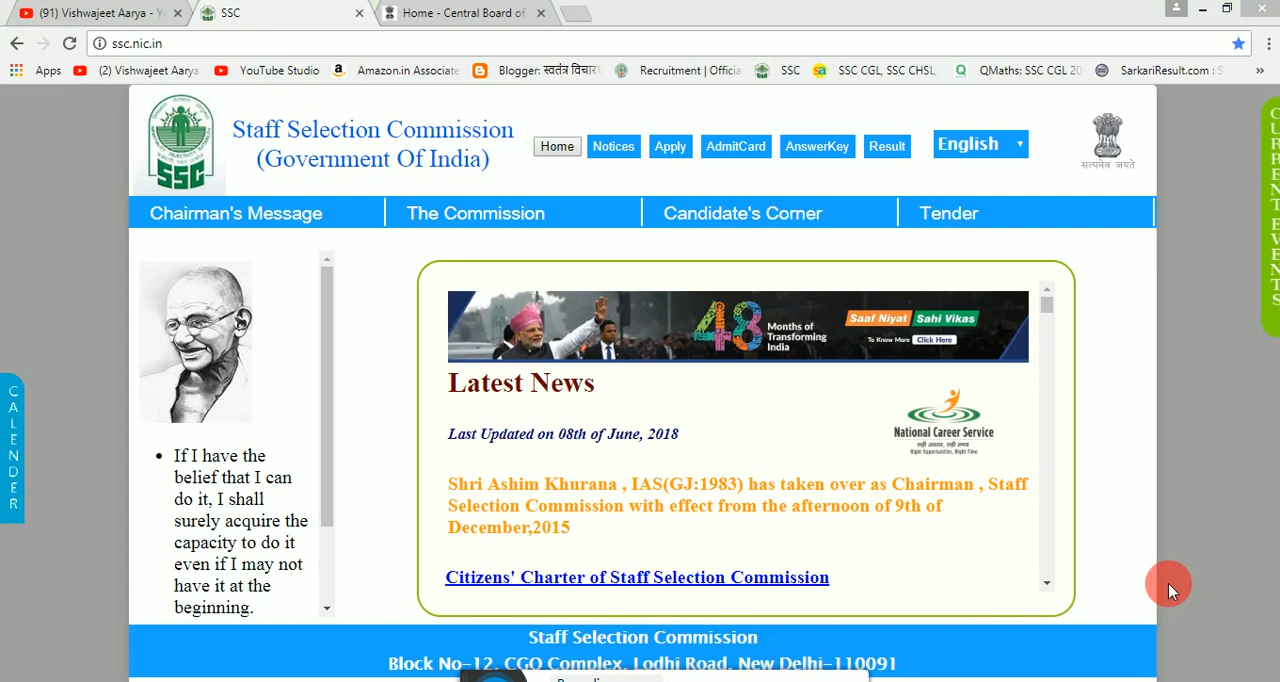 (91) Vishwajeet Aarya - Y
SSC
Home - Central Board of
ssc.nic.in
Apps
(2) Vishwajeet Aarya
YouTube Studio
Amazon.in Associate
Blogger: स्वतंत्र विचार
Recruitment | Officia
SSC
SSC CGL, SSC CHSL,
QMaths: SSC CGL 20
SarkariResult.com : S
»
SSC
Staff Selection Commission
(Government Of India)
Home
Notices
Apply
AdmitCard
AnswerKey
Result
English
सत्यमेव जयते
Chairman's Message
The Commission
Candidate's Corner
Tender
CURRENT EVENTS
CALENDER
If I have the
belief that I can
do it, I shall
surely acquire the
capacity to do it
even if I may not
have it at the
beginning.
48
Months of
Transforming
India
Saaf Niyat
Sahi Vikas
To Know More
Click Here
Latest News
Last Updated on 08th of June, 2018
National Career Service
Right Opportunities, Right Time
Shri Ashim Khurana , IAS(GJ:1983) has taken over as Chairman , Staff
Selection Commission with effect from the afternoon of 9th of
December,2015
Citizens' Charter of Staff Selection Commission
Staff Selection Commission
Block No-12, CGO Complex, Lodhi Road, New Delhi-110091